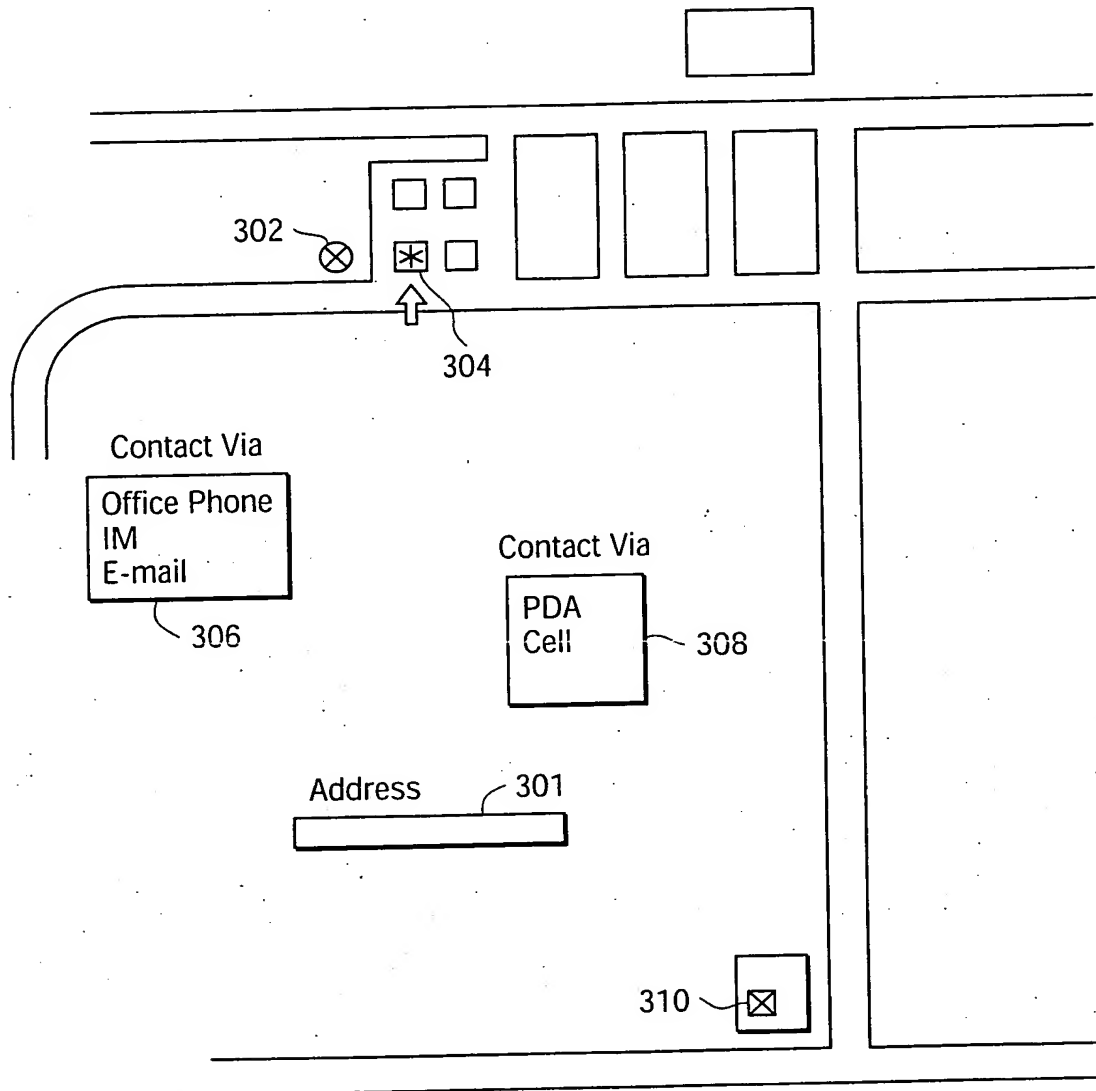 302
304
Contact Via
Office Phone
IM
E-mail
306
Contact Via
PDA
Cell
308
Address
301
310